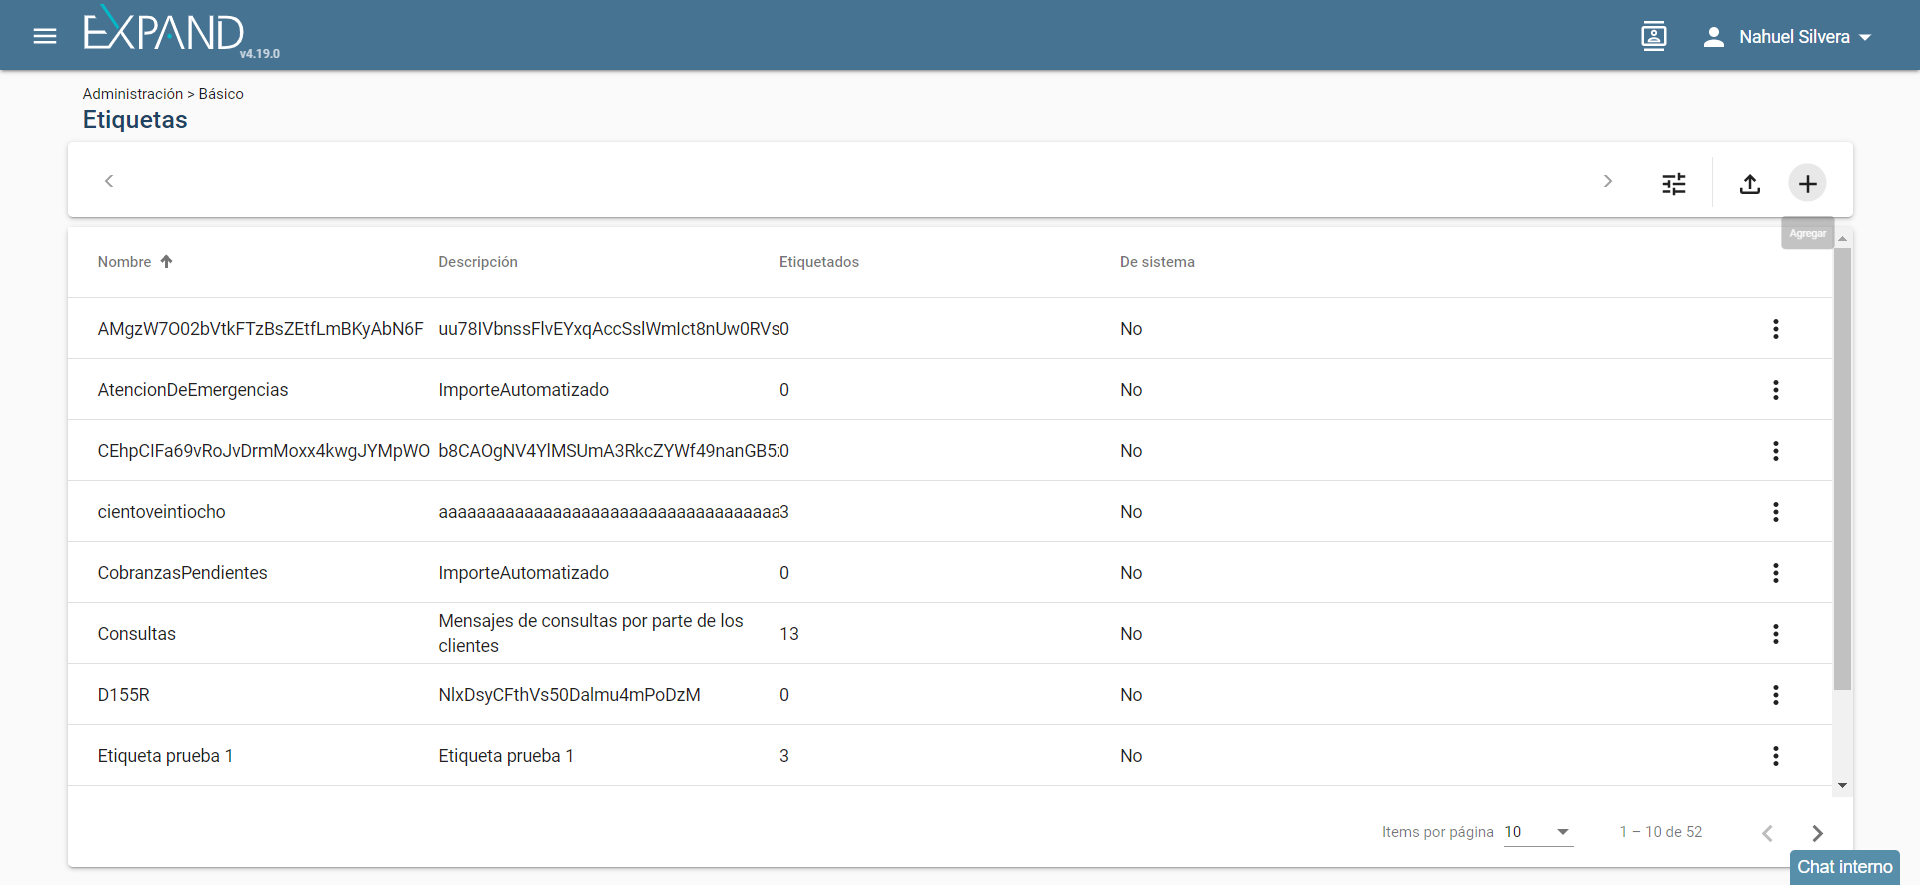 EXPAND
v4.19.0
Nahuel Silvera
Administración > Básico
Etiquetas
Agregar
Nombre Descripción Etiquetados De sistema
AMgzW7O02bVtkFTzBsZEtfLmBKyAbN6F uu78IVbnssFlvEYxqAccSslWmIct8nUw0RVs 0 No
AtencionDeEmergencias ImporteAutomatizado 0 No
CEhpCIFa69vRoJvDrmMoxx4kwgJYMpWO b8CAOgNV4YlMSUmA3RkcZYWf49nanGB5 0 No
cientoveintiocho aaaaaaaaaaaaaaaaaaaaaaaaaaaaaaaaaaaa 3 No
CobranzasPendientes ImporteAutomatizado 0 No
Consultas Mensajes de consultas por parte de los
clientes 13 No
D155R NlxDsyCFthVs50Dalmu4mPoDzM 0 No
Etiqueta prueba 1 Etiqueta prueba 1 3 No
Items por página 10 1 – 10 de 52
Chat interno